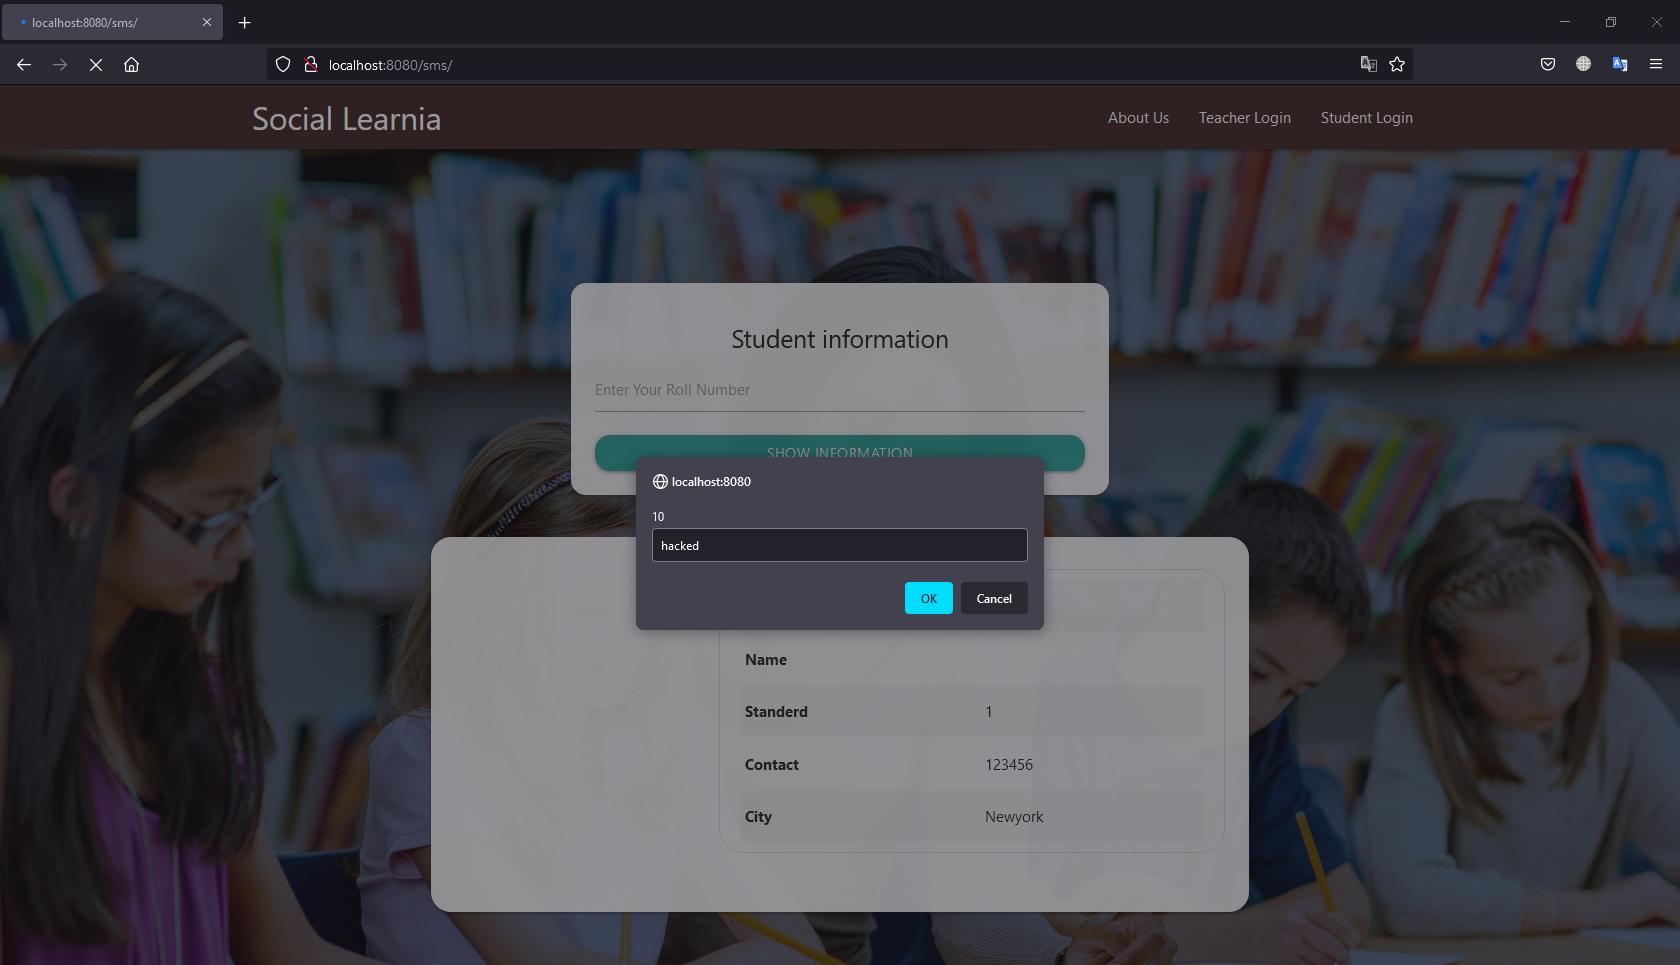 localhost:8080/sms/
localhost:8080/sms/
Social Learnia
About Us Teacher Login Student Login
Student information
Enter Your Roll Number
SHOW INFORMATION
localhost:8080
10
hacked
OK Cancel
Name
Standerd 1
Contact 123456
City Newyork